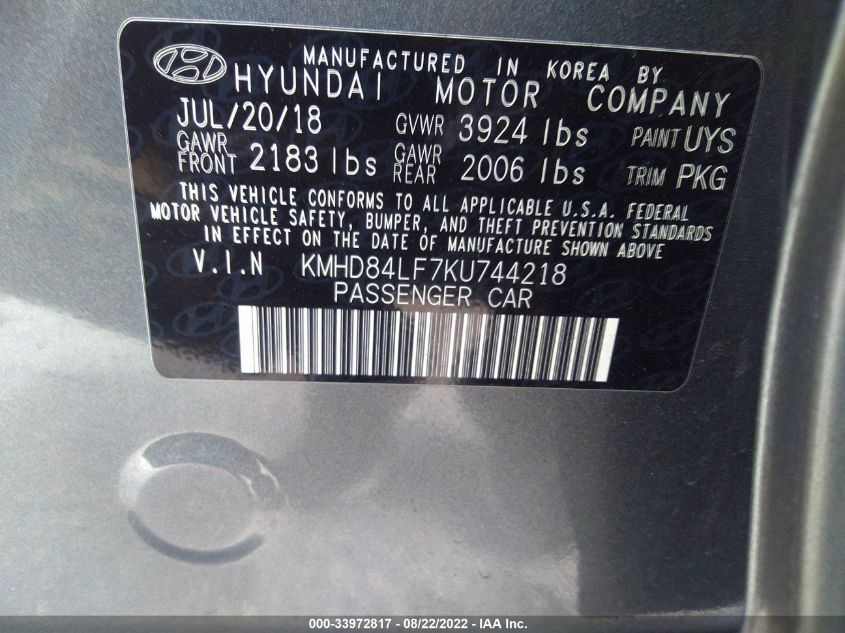 MANUFACTURED IN KOREA BY
HYUNDAI MOTOR COMPANY
JUL/20/18 GVWR 3924 lbs PAINT UYS
GAWR FRONT 2183 lbs GAWR REAR 2006 lbs TRIM PKG
THIS VEHICLE CONFORMS TO ALL APPLICABLE U.S.A. FEDERAL
MOTOR VEHICLE SAFETY, BUMPER, AND THEFT PREVENTION STANDARDS
IN EFFECT ON THE DATE OF MANUFACTURE SHOWN ABOVE
V.I.N KMHD84LF7KU744218
PASSENGER CAR
000-33972817 - 08/22/2022 - IAA Inc.